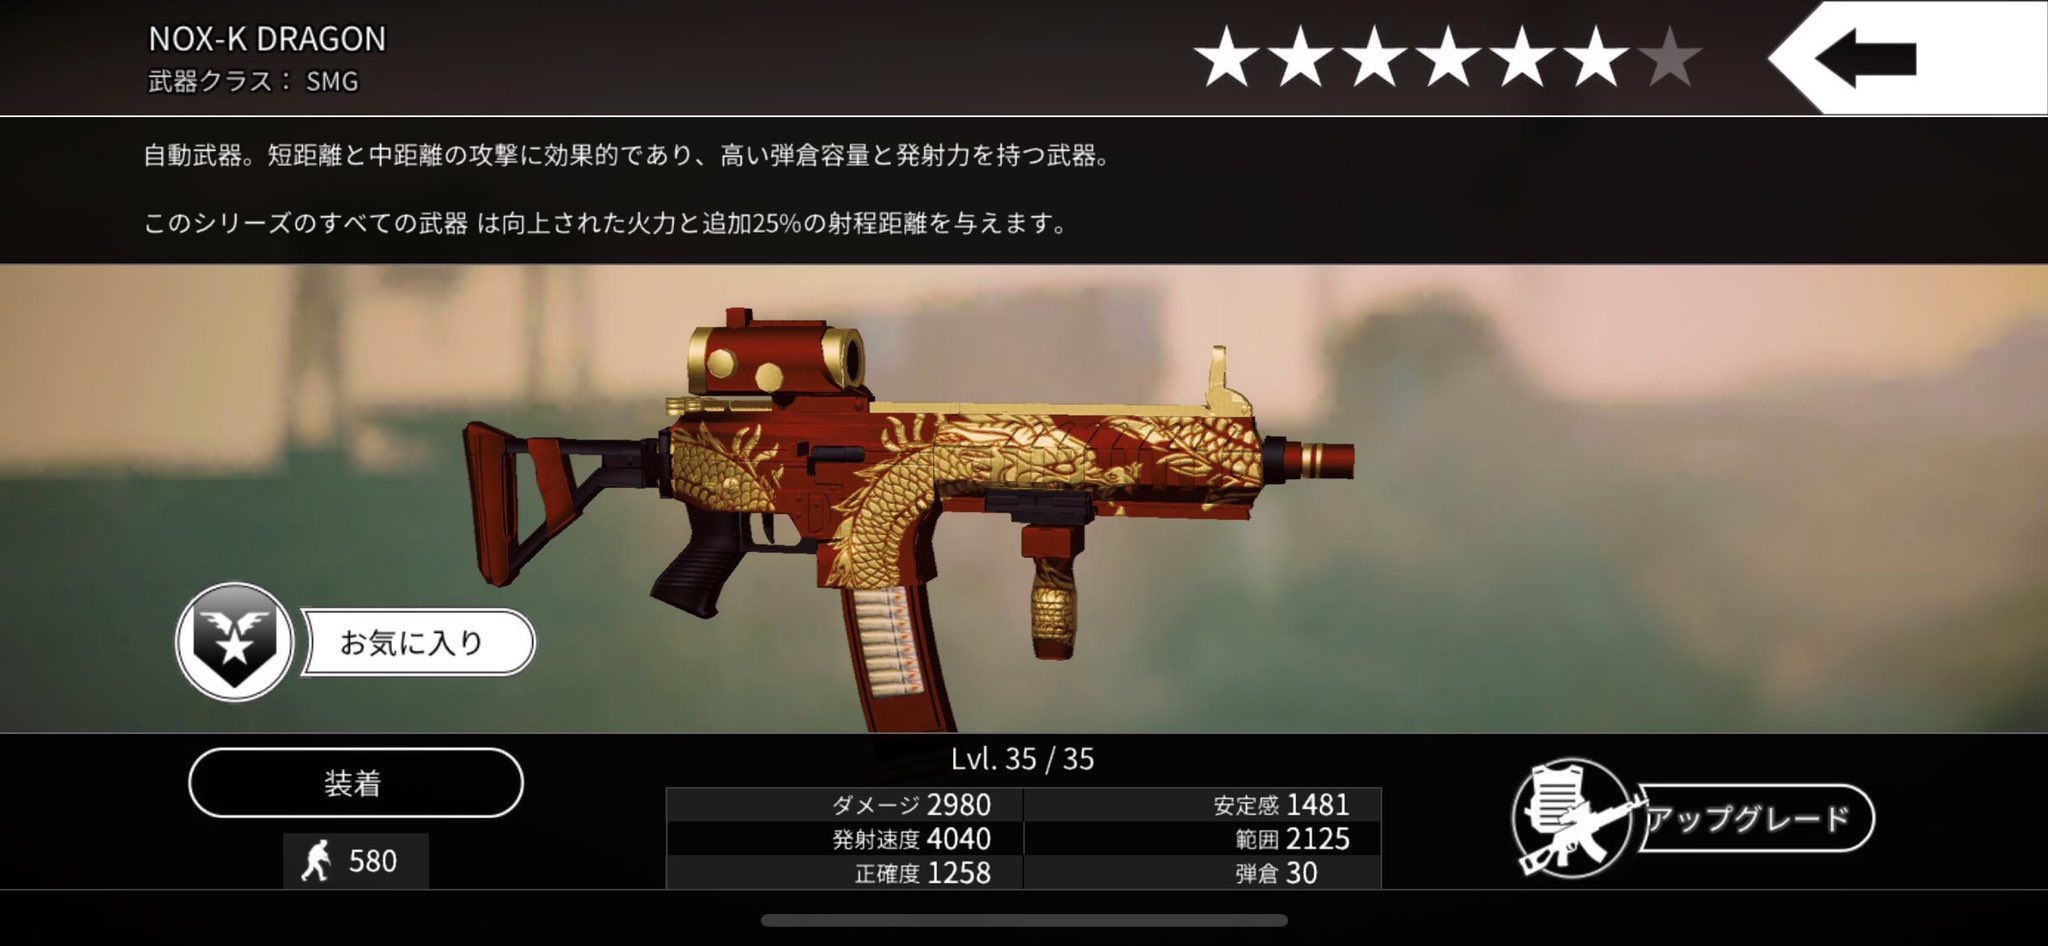 NOX-K DRAGON
武器クラス： SMG
自動武器。短距離と中距離の攻撃に効果的であり、高い弾倉容量と発射力を持つ武器。
このシリーズのすべての武器 は向上された火力と追加25%の射程距離を与えます。
お気に入り
装着
580
Lvl. 35 / 35
ダメージ 2980
安定感 1481
発射速度 4040
範囲 2125
正確度 1258
弾倉 30
アップグレード